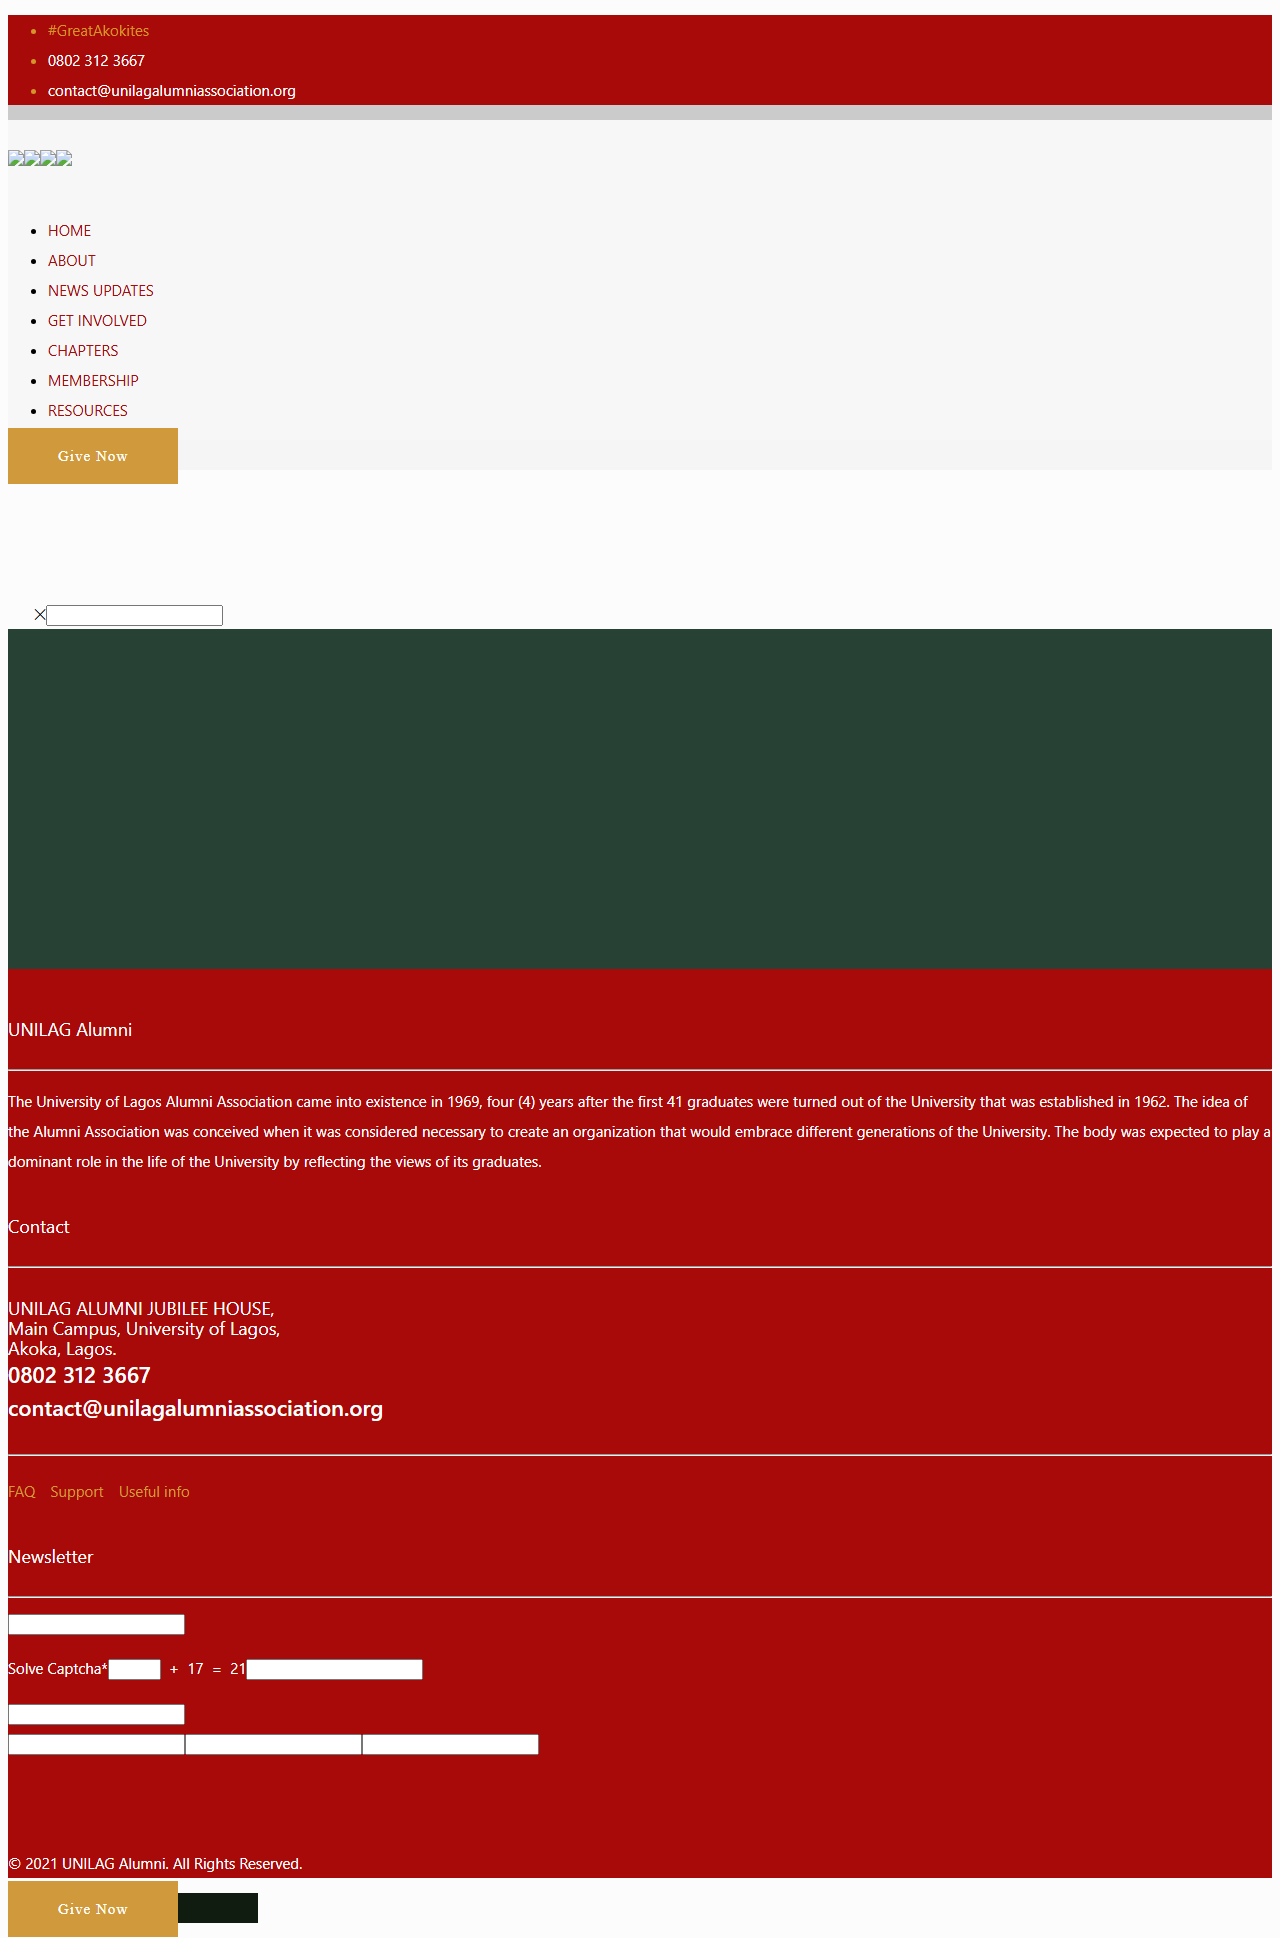 #GreatAkokites
0802 312 3667
contact@unilagalumniassociation.org
HOME
ABOUT
NEWS UPDATES
GET INVOLVED
CHAPTERS
MEMBERSHIP
RESOURCES
Give Now
UNILAG Alumni
The University of Lagos Alumni Association came into existence in 1969, four (4) years after the first 41 graduates were turned out of the University that was established in 1962. The idea of
the Alumni Association was conceived when it was considered necessary to create an organization that would embrace different generations of the University. The body was expected to play a
dominant role in the life of the University by reflecting the views of its graduates.
Contact
UNILAG ALUMNI JUBILEE HOUSE,
Main Campus, University of Lagos,
Akoka, Lagos.
0802 312 3667
contact@unilagalumniassociation.org
FAQ Support Useful info
Newsletter
Solve Captcha* + 17 = 21
© 2021 UNILAG Alumni. All Rights Reserved.
Give Now